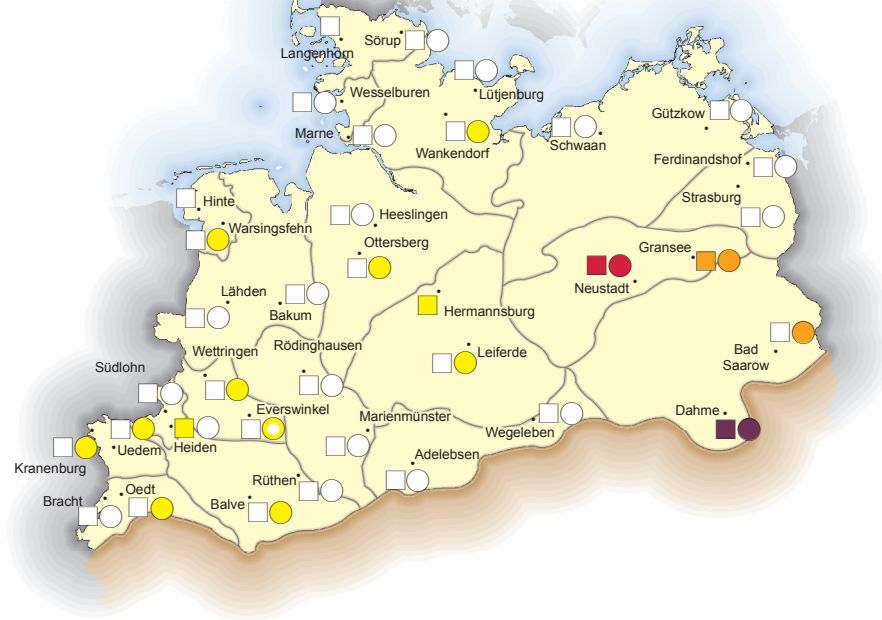 Sörup
Langenhorn
Wesselburen
Lütjenburg
Marne
Wankendorf
Schwaan
Gützkow
Ferdinandshof
Strasburg
Hinte
Warsingsfehn
Heeslingen
Ottersberg
Gransee
Neustadt
Lähden
Bakum
Hermannsburg
Bad
Saarow
Wettringen
Rödinghausen
Leiferde
Südlohn
Everswinkel
Marienmünster
Dahme
Wegeleben
Heiden
Uedem
Kranenburg
Adelebsen
Rüthen
Oedt
Bracht
Balve